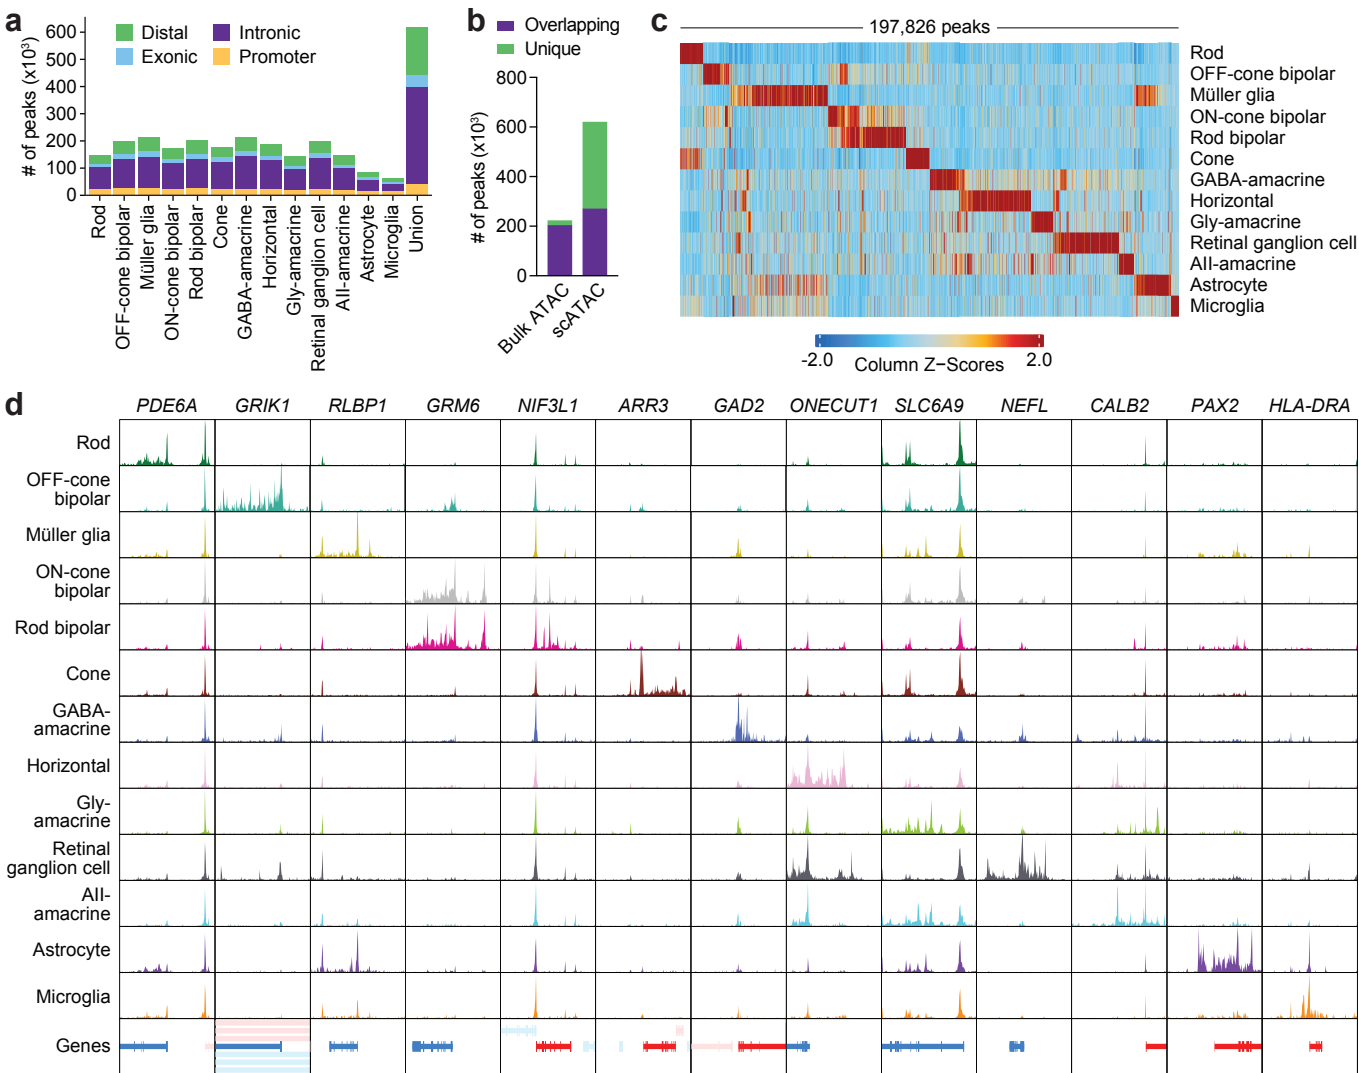 a
# of peaks (x10³)
600
500
400
300
200
100
0
Distal
Intronic
Exonic
Promoter
Rod
OFF-cone bipolar
Müller glia
ON-cone bipolar
Rod bipolar
Cone
GABA-amacrine
Horizontal
Gly-amacrine
Retinal ganglion cell
AII-amacrine
Astrocyte
Microglia
Union
b
Overlapping
Unique
# of peaks (x10³)
800
600
400
200
0
Bulk ATAC
scATAC
c
197,826 peaks
Rod
OFF-cone bipolar
Müller glia
ON-cone bipolar
Rod bipolar
Cone
GABA-amacrine
Horizontal
Gly-amacrine
Retinal ganglion cell
AII-amacrine
Astrocyte
Microglia
-2.0
2.0
Column Z-Scores
d
PDE6A GRIK1 RLBP1 GRM6 NIF3L1 ARR3 GAD2 ONECUT1 SLC6A9 NEFL CALB2 PAX2 HLA-DRA
Rod
OFF-cone
bipolar
Müller glia
ON-cone
bipolar
Rod bipolar
Cone
GABA-
amacrine
Horizontal
Gly-
amacrine
Retinal
ganglion cell
AII-
amacrine
Astrocyte
Microglia
Genes